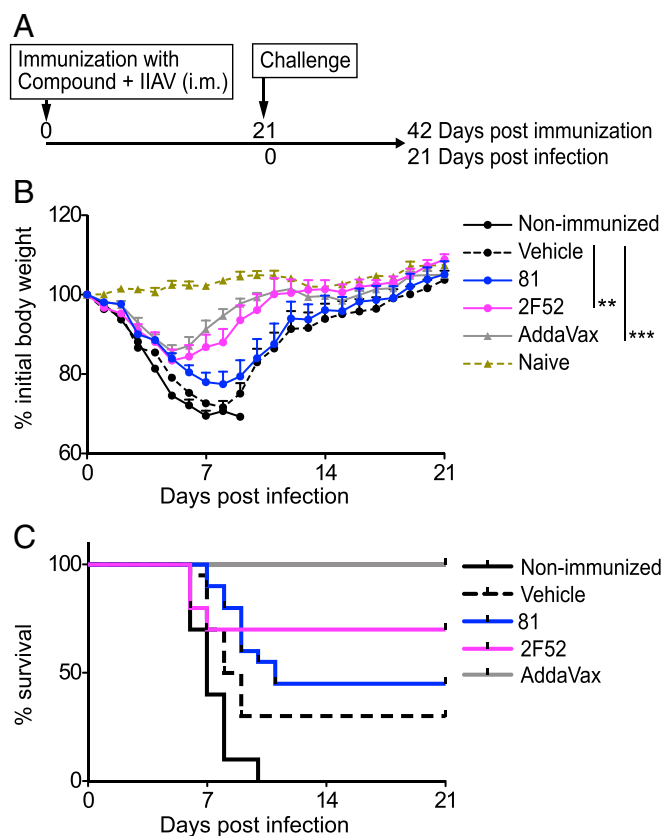 A
Immunization with
Compound + IIAV (i.m.)
Challenge
0
21
42 Days post immunization
0
21 Days post infection
B
120
100
80
60
% initial body weight
0
7
14
21
Days post infection
Non-immunized
Vehicle
81
2F52
AddaVax
Naive
**
***
C
100
50
0
% survival
0
7
14
21
Days post infection
Non-immunized
Vehicle
81
2F52
AddaVax